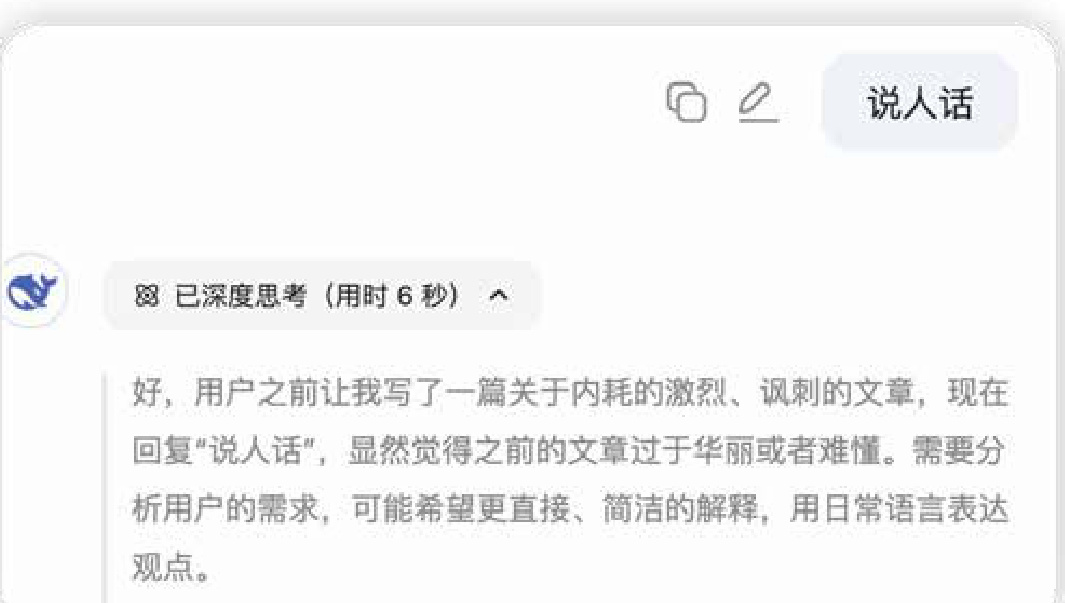 说人话
已深度思考（用时 6 秒）
好，用户之前让我写了一篇关于内耗的激烈、讽刺的文章，现在
回复“说人话”，显然觉得之前的文章过于华丽或者难懂。需要分
析用户的需求，可能希望更直接、简洁的解释，用日常语言表达
观点。